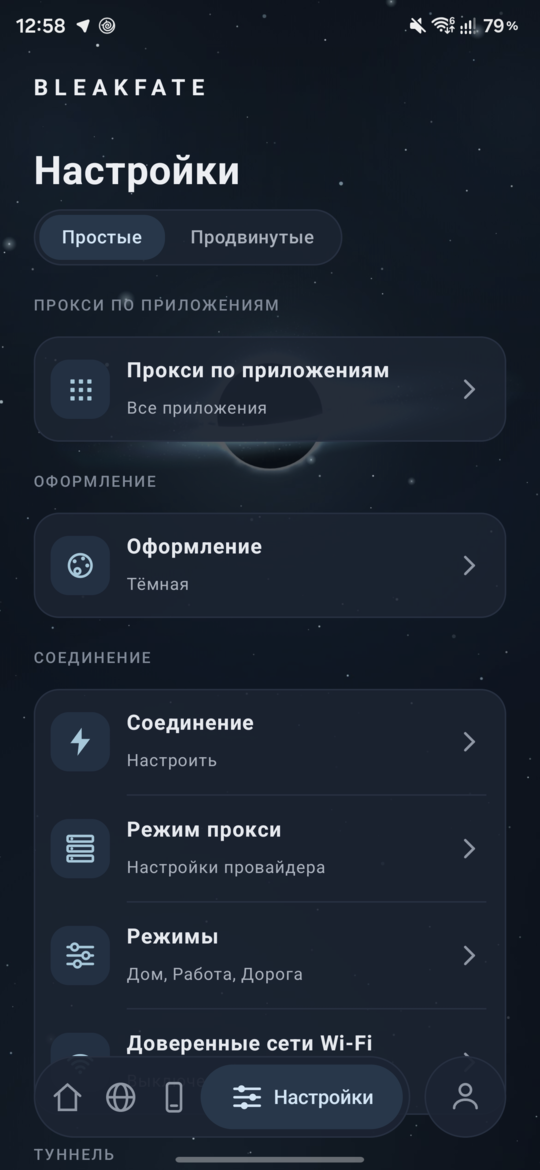 12:58
6
79%
BLEAKFATE
Настройки
Простые
Продвинутые
ПРОКСИ ПО ПРИЛОЖЕНИЯМ
Прокси по приложениям
Все приложения
ОФОРМЛЕНИЕ
Оформление
Тёмная
СОЕДИНЕНИЕ
Соединение
Настроить
Режим прокси
Настройки провайдера
Режимы
Дом, Работа, Дорога
Доверенные сети Wi-Fi
Настройки
ТУННЕЛЬ